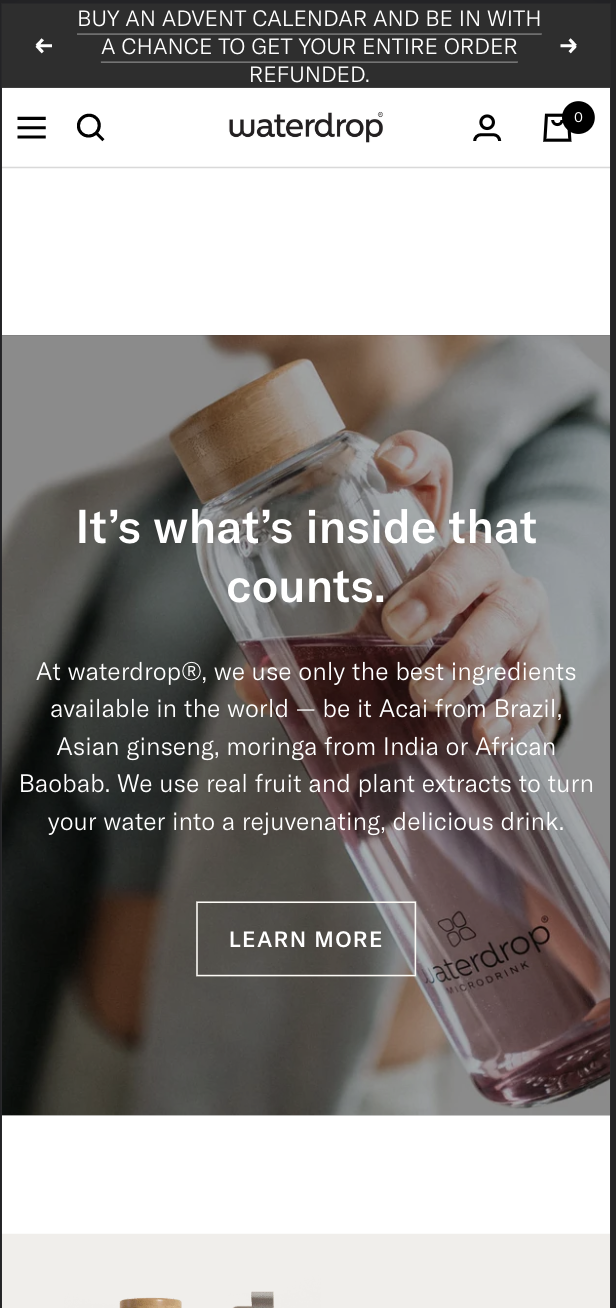 BUY AN ADVENT CALENDAR AND BE IN WITH
A CHANCE TO GET YOUR ENTIRE ORDER
REFUNDED.
waterdrop®
0
It’s what’s inside that
counts.
At waterdrop®, we use only the best ingredients
available in the world — be it Acai from Brazil,
Asian ginseng, moringa from India or African
Baobab. We use real fruit and plant extracts to turn
your water into a rejuvenating, delicious drink.
LEARN MORE
waterdrop®
MICRODRINK